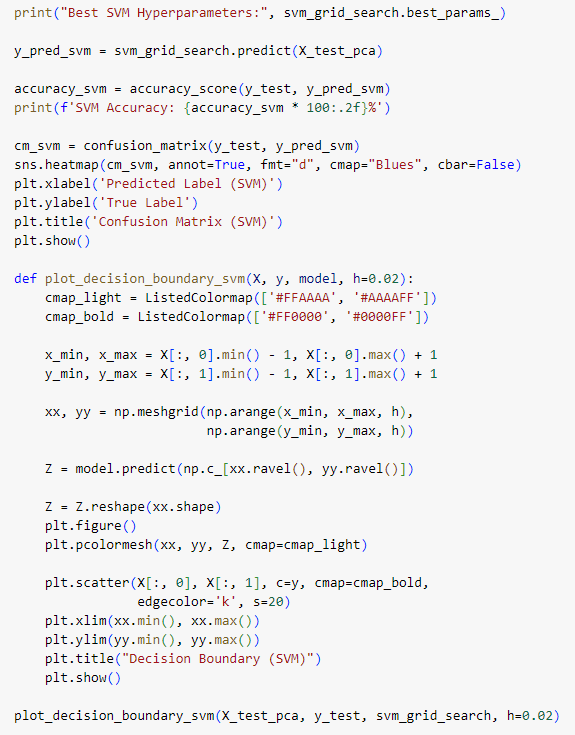 print("Best SVM Hyperparameters:", svm_grid_search.best_params_)

y_pred_svm = svm_grid_search.predict(X_test_pca)

accuracy_svm = accuracy_score(y_test, y_pred_svm)
print(f'SVM Accuracy: {accuracy_svm * 100:.2f}%')

cm_svm = confusion_matrix(y_test, y_pred_svm)
sns.heatmap(cm_svm, annot=True, fmt="d", cmap="Blues", cbar=False)
plt.xlabel('Predicted Label (SVM)')
plt.ylabel('True Label')
plt.title('Confusion Matrix (SVM)')
plt.show()

def plot_decision_boundary_svm(X, y, model, h=0.02):
    cmap_light = ListedColormap(['#FFAAAA', '#AAAAFF'])
    cmap_bold = ListedColormap(['#FF0000', '#0000FF'])

    x_min, x_max = X[:, 0].min() - 1, X[:, 0].max() + 1
    y_min, y_max = X[:, 1].min() - 1, X[:, 1].max() + 1

    xx, yy = np.meshgrid(np.arange(x_min, x_max, h),
                         np.arange(y_min, y_max, h))

    Z = model.predict(np.c_[xx.ravel(), yy.ravel()])

    Z = Z.reshape(xx.shape)
    plt.figure()
    plt.pcolormesh(xx, yy, Z, cmap=cmap_light)

    plt.scatter(X[:, 0], X[:, 1], c=y, cmap=cmap_bold,
                edgecolor='k', s=20)
    plt.xlim(xx.min(), xx.max())
    plt.ylim(yy.min(), yy.max())
    plt.title("Decision Boundary (SVM)")
    plt.show()

plot_decision_boundary_svm(X_test_pca, y_test, svm_grid_search, h=0.02)